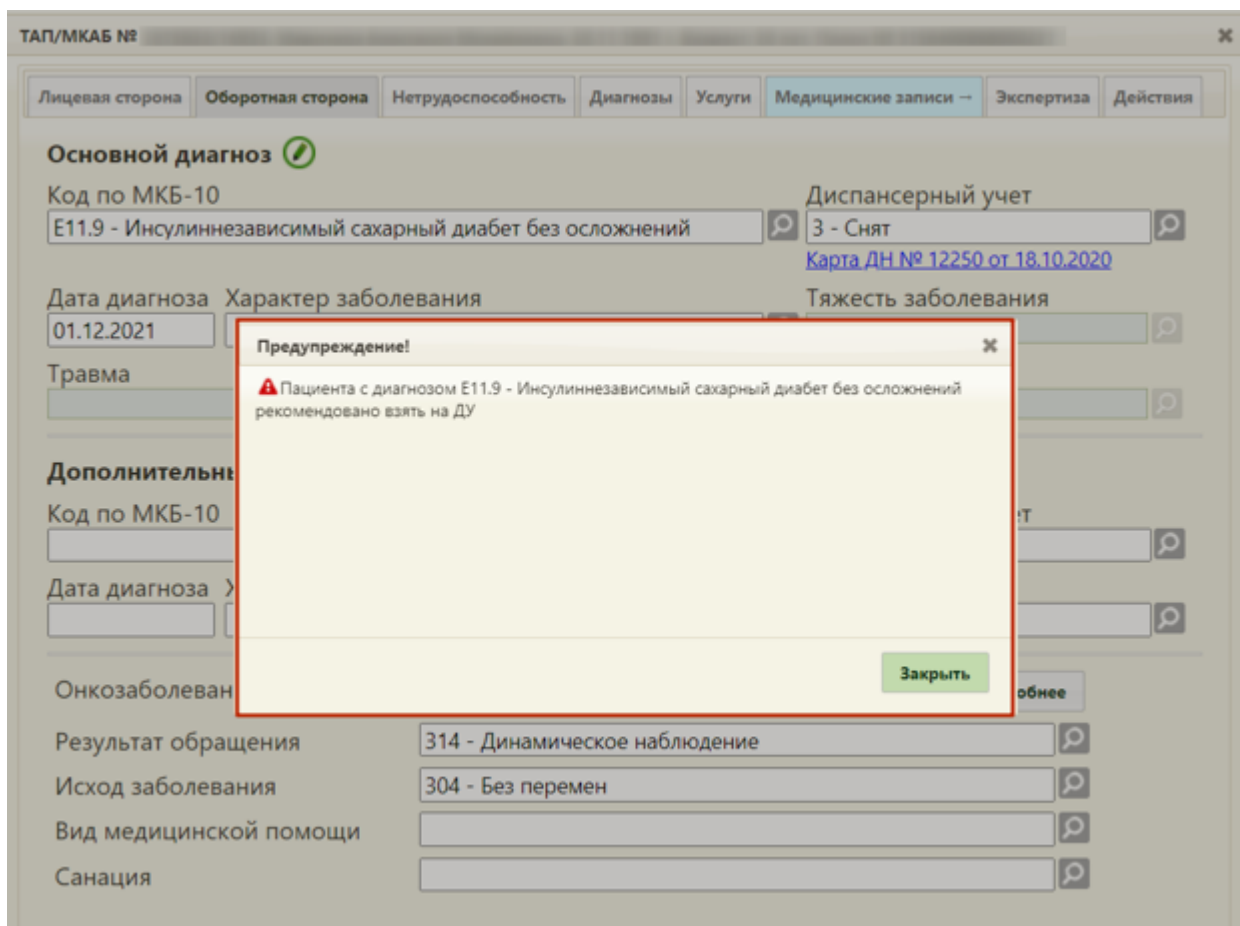 ТАП/МКАБ №
Лицевая сторона Оборотная сторона Нетрудоспособность Диагнозы Услуги Медицинские записи → Экспертиза Действия
Основной диагноз
Код по МКБ-10 Диспансерный учет
E11.9 - Инсулиннезависимый сахарный диабет без осложнений 3 - Снят
Карта ДН № 12250 от 18.10.2020
Дата диагноза Характер заболевания Тяжесть заболевания
01.12.2021
Предупреждение!
Травма
Пациента с диагнозом E11.9 - Инсулиннезависимый сахарный диабет без осложнений
рекомендовано взять на ДУ
Дополнительны
Код по МКБ-10 ет
Дата диагноза Х
Закрыть
Онкозаболеван обнее
Результат обращения 314 - Динамическое наблюдение
Исход заболевания 304 - Без перемен
Вид медицинской помощи
Санация